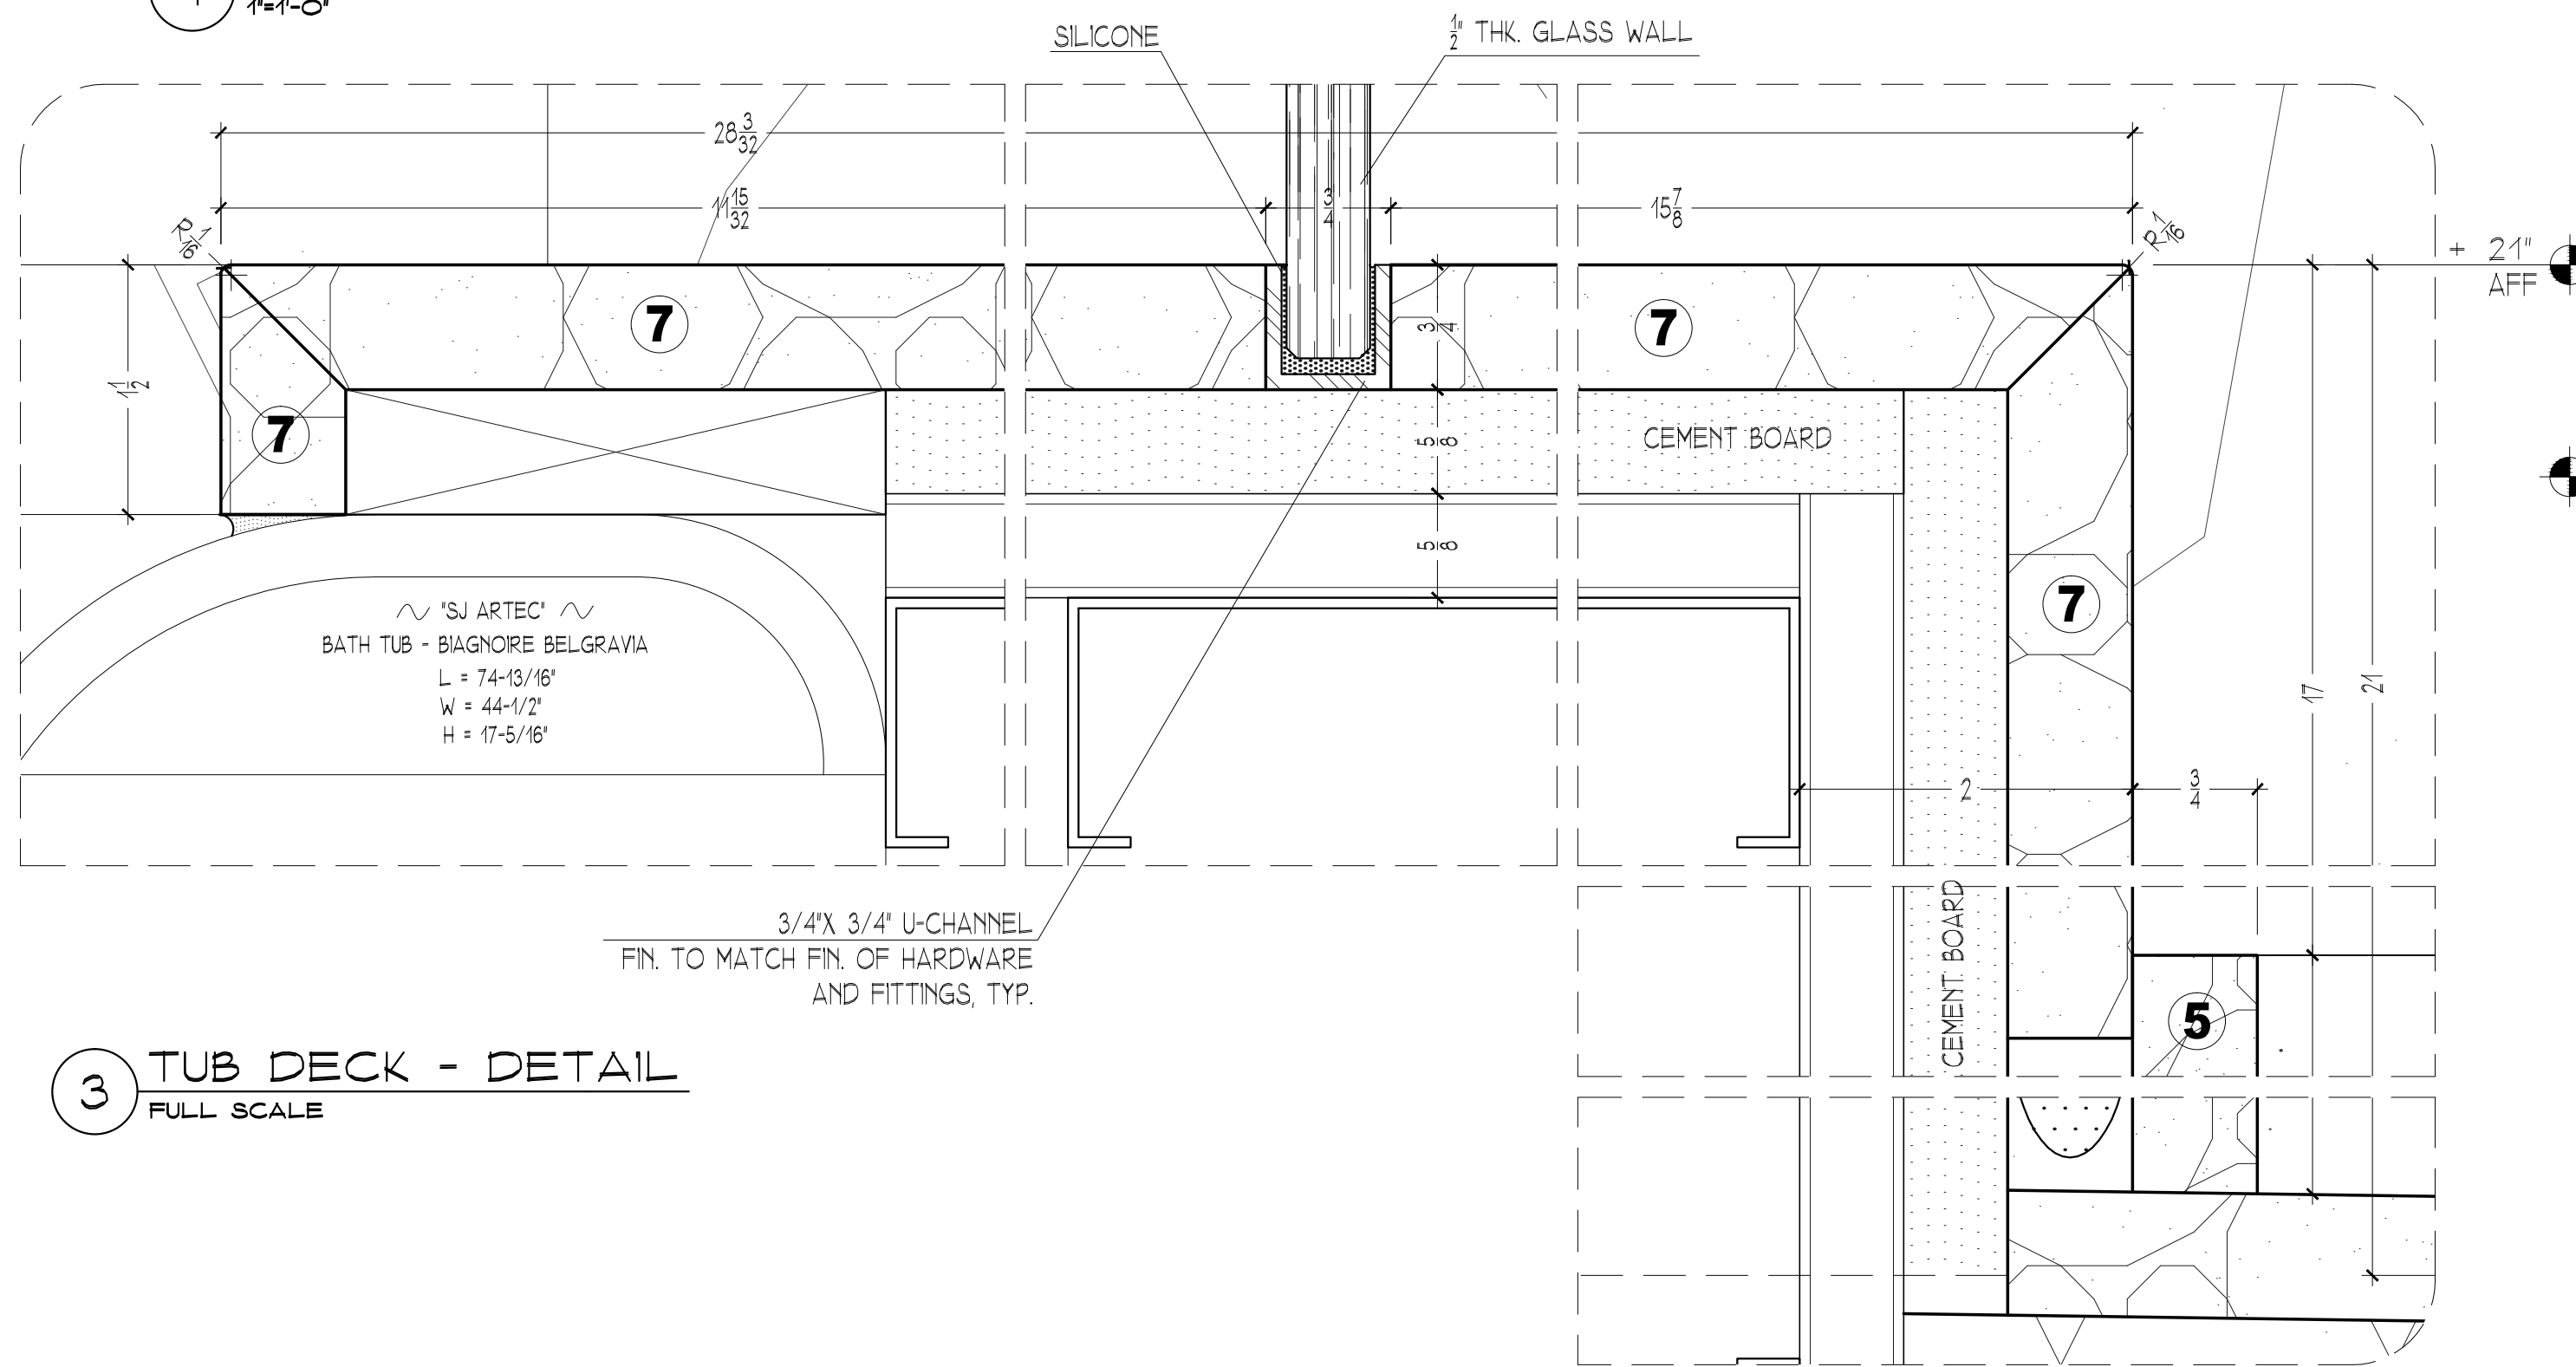 1"=1'-0"
SILICONE
1/2" THK. GLASS WALL
28 3/32
11 15/32
3/4
15 7/8
R 1/16
R 1/16
+ 21"
AFF
7
7
7
7
1 1/2
3/4
5/8
5/8
CEMENT BOARD
"SJ ARTEC"
BATH TUB - BIAGNOIRE BELGRAVIA
L = 74-13/16"
W = 44-1/2"
H = 17-5/16"
17
21
2
3/4
3/4"X 3/4" U-CHANNEL
FIN. TO MATCH FIN. OF HARDWARE
AND FITTINGS, TYP.
CEMENT BOARD
5
3 TUB DECK - DETAIL
FULL SCALE